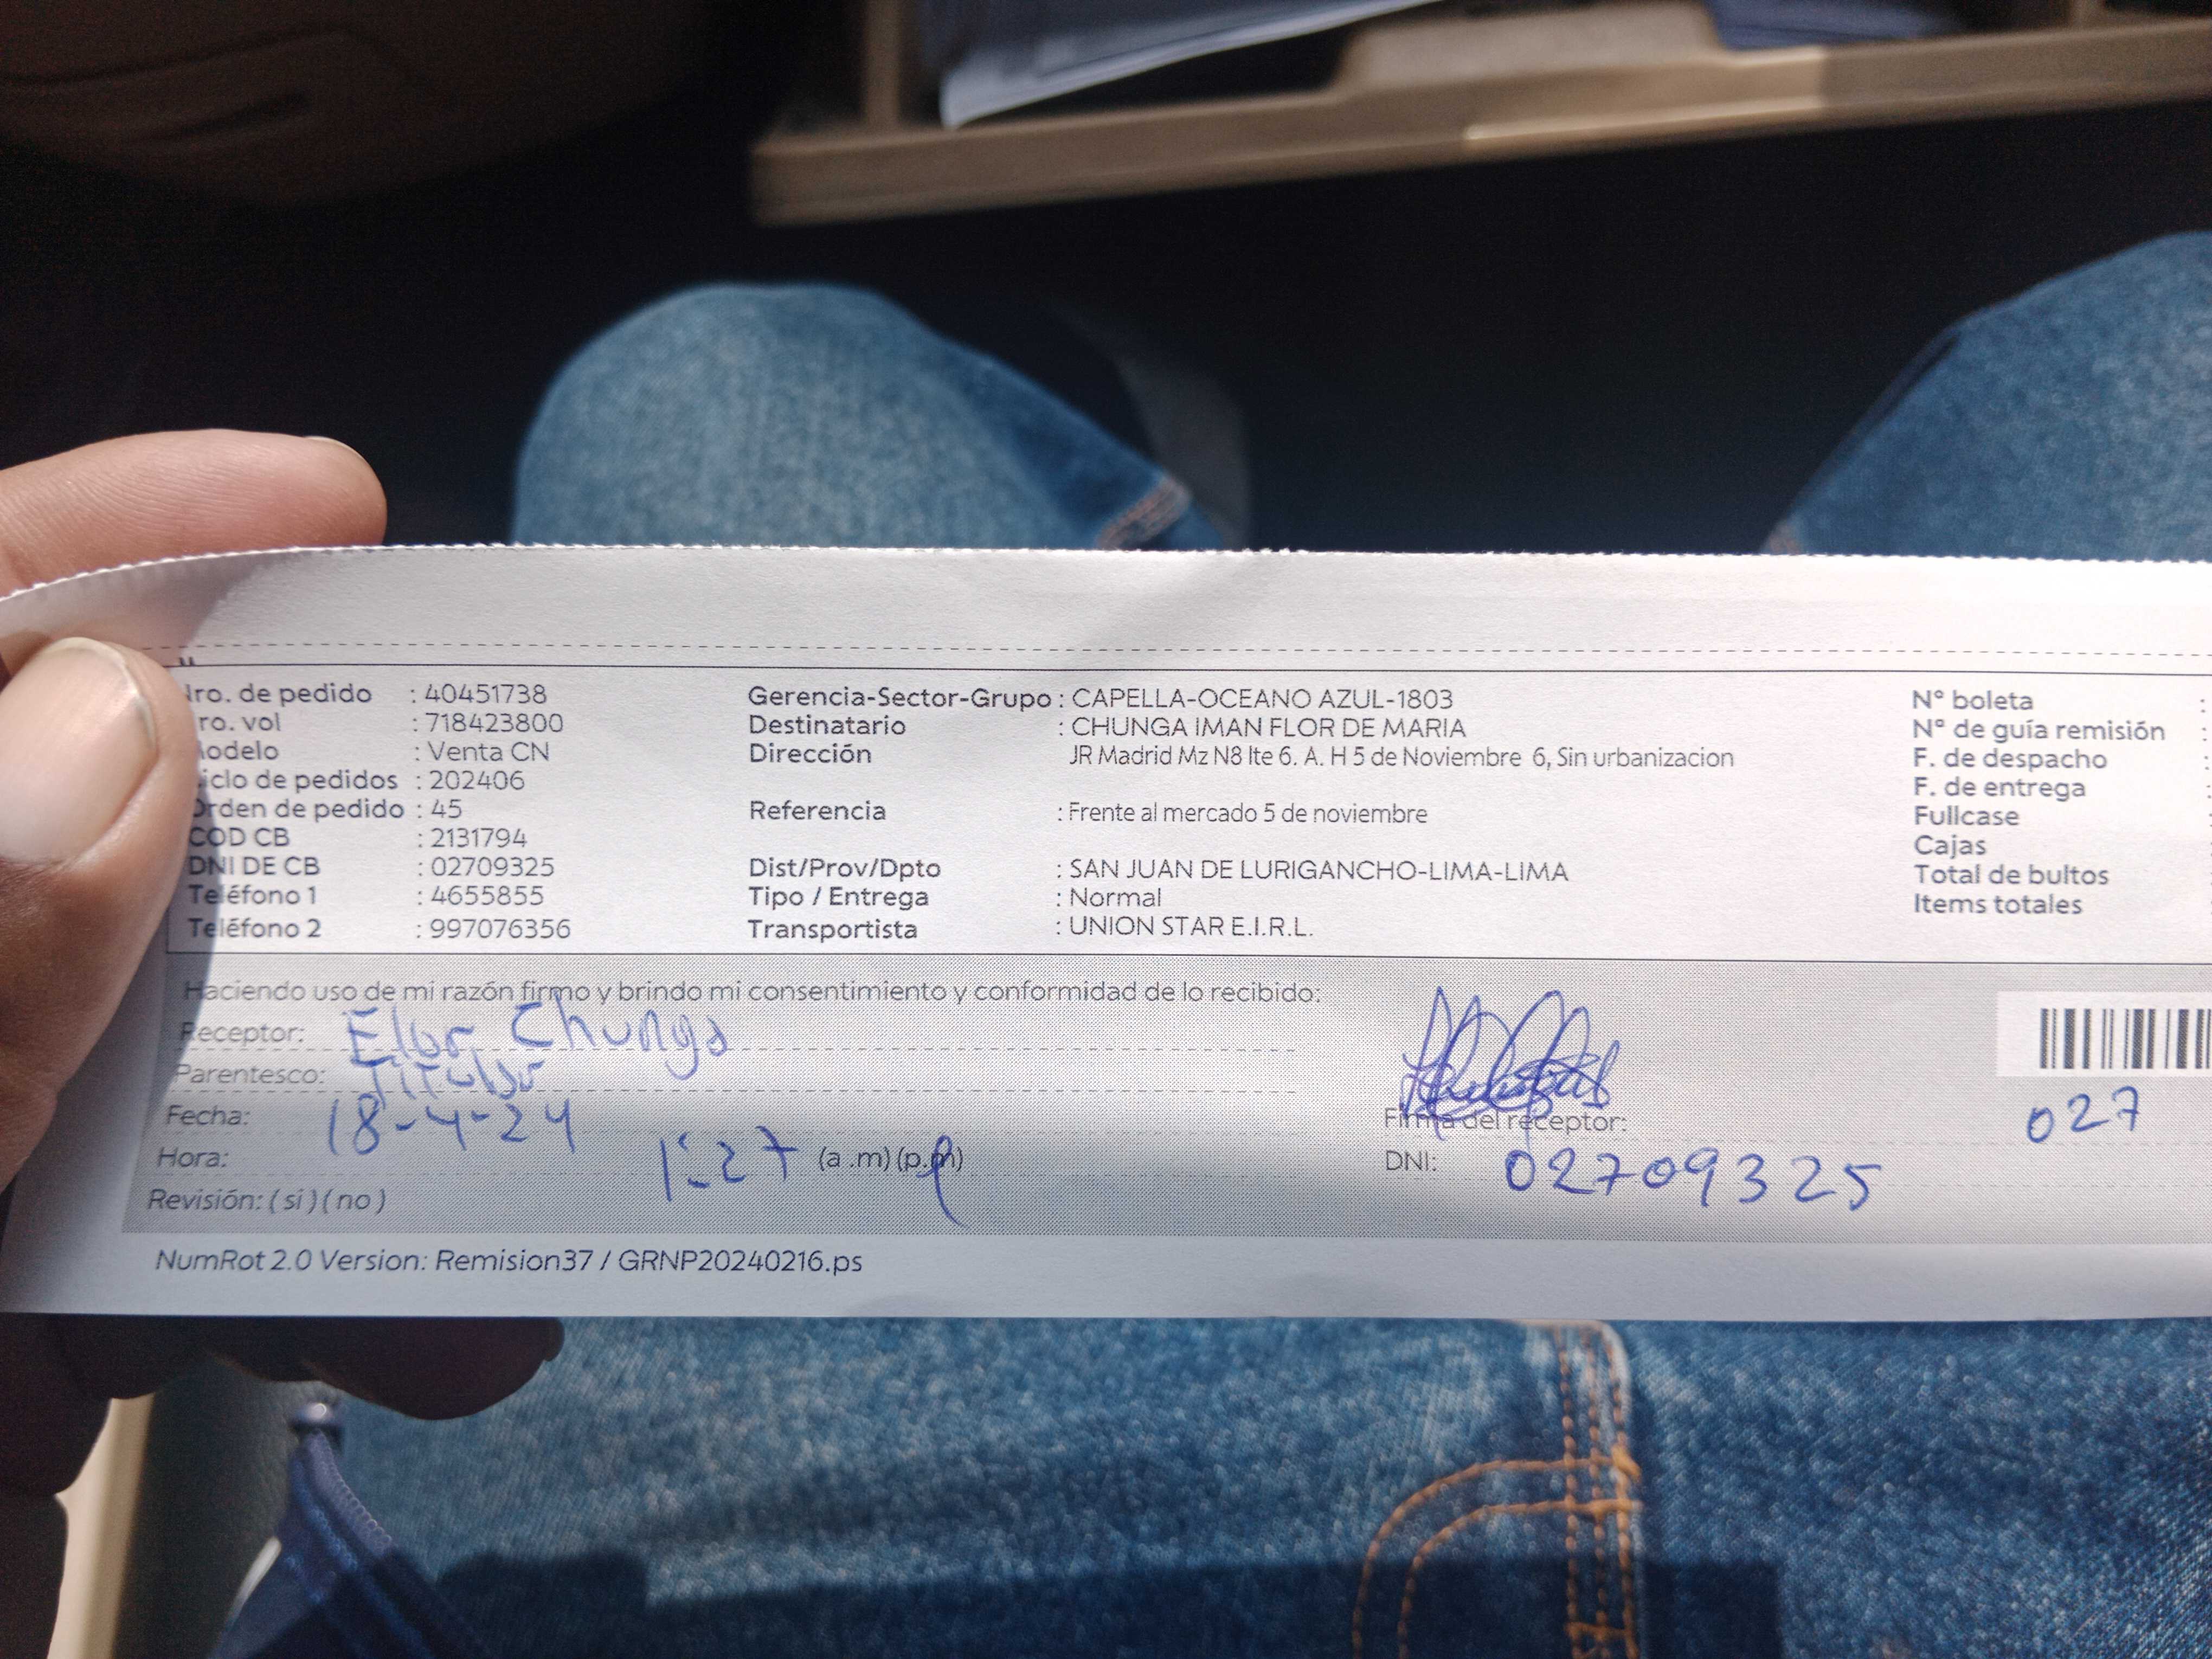 Nro. de pedido : 40451738 Gerencia-Sector-Grupo : CAPELLA-OCEANO AZUL-1803 N° boleta :
ro. vol : 718423800 Destinatario : CHUNGA IMAN FLOR DE MARIA N° de guía remisión :
odelo : Venta CN Dirección JR Madrid Mz N8 lte 6. A. H 5 de Noviembre 6, Sin urbanizacion F. de despacho :
iclo de pedidos : 202406 F. de entrega :
Orden de pedido : 45 Referencia : Frente al mercado 5 de noviembre Fullcase
COD CB : 2131794 Cajas
DNI DE CB : 02709325 Dist/Prov/Dpto : SAN JUAN DE LURIGANCHO-LIMA-LIMA Total de bultos
Teléfono 1 : 4655855 Tipo / Entrega : Normal Items totales
Teléfono 2 : 997076356 Transportista : UNION STAR E.I.R.L.
Haciendo uso de mi razón firmo y brindo mi consentimiento y conformidad de lo recibido:
Receptor: Flor Chunga
Parentesco: Titular
Fecha: 18-4-24 Firma del receptor: 027
Hora: 1:27 (a .m) (p.m) DNI: 02709325
Revisión: ( si ) ( no )
NumRot 2.0 Version: Remision37 / GRNP20240216.ps